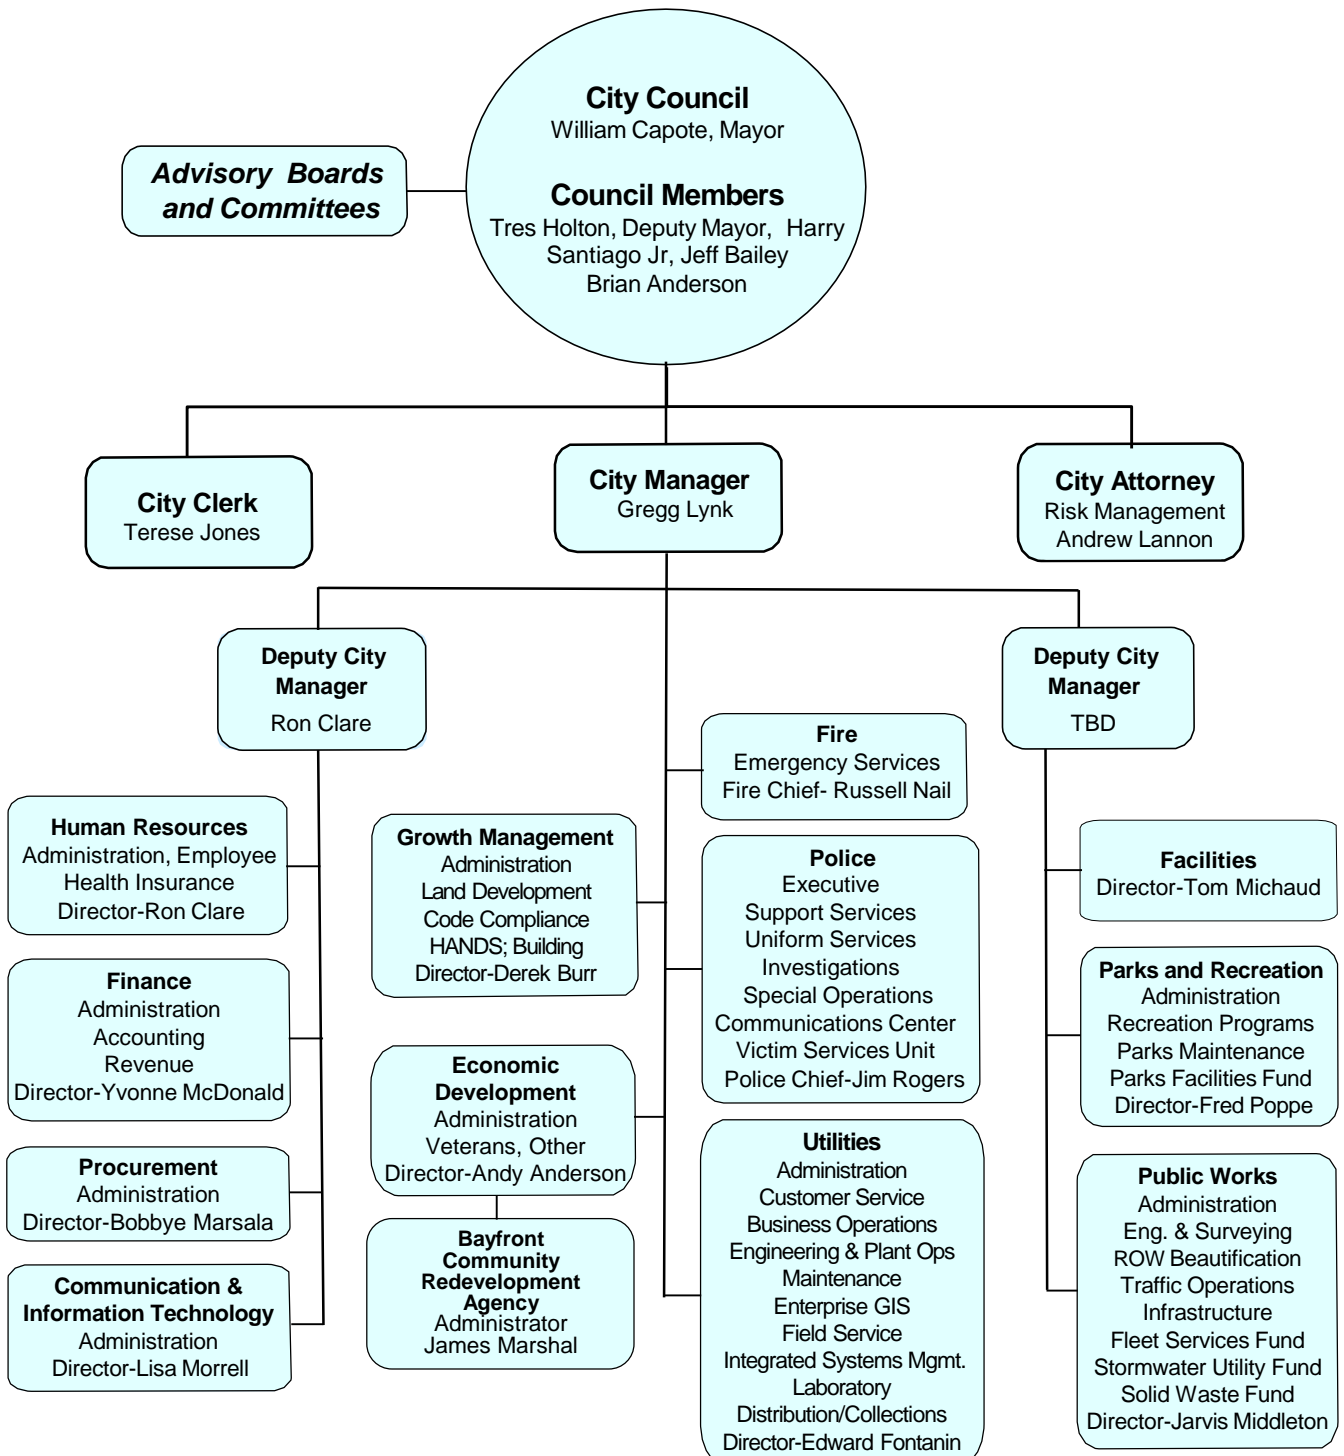 City Council
William Capote, Mayor
Council Members
Tres Holton, Deputy Mayor, Harry
Santiago Jr, Jeff Bailey
Brian Anderson
Advisory Boards
and Committees
City Clerk
Terese Jones
City Manager
Gregg Lynk
City Attorney
Risk Management
Andrew Lannon
Deputy City
Manager
Ron Clare
Human Resources
Administration, Employee
Health Insurance
Director-Ron Clare
Finance
Administration
Accounting
Revenue
Director-Yvonne McDonald
Procurement
Administration
Director-Bobbye Marsala
Communication &
Information Technology
Administration
Director-Lisa Morrell
Growth Management
Administration
Land Development
Code Compliance
HANDS; Building
Director-Derek Burr
Economic
Development
Administration
Veterans, Other
Director-Andy Anderson
Bayfront
Community
Redevelopment
Agency
Administrator
James Marshal
Fire
Emergency Services
Fire Chief- Russell Nail
Police
Executive
Support Services
Uniform Services
Investigations
Special Operations
Communications Center
Victim Services Unit
Police Chief-Jim Rogers
Utilities
Administration
Customer Service
Business Operations
Engineering & Plant Ops
Maintenance
Enterprise GIS
Field Service
Integrated Systems Mgmt.
Laboratory
Distribution/Collections
Director-Edward Fontanin
Deputy City
Manager
TBD
Facilities
Director-Tom Michaud
Parks and Recreation
Administration
Recreation Programs
Parks Maintenance
Parks Facilities Fund
Director-Fred Poppe
Public Works
Administration
Eng. & Surveying
ROW Beautification
Traffic Operations
Infrastructure
Fleet Services Fund
Stormwater Utility Fund
Solid Waste Fund
Director-Jarvis Middleton